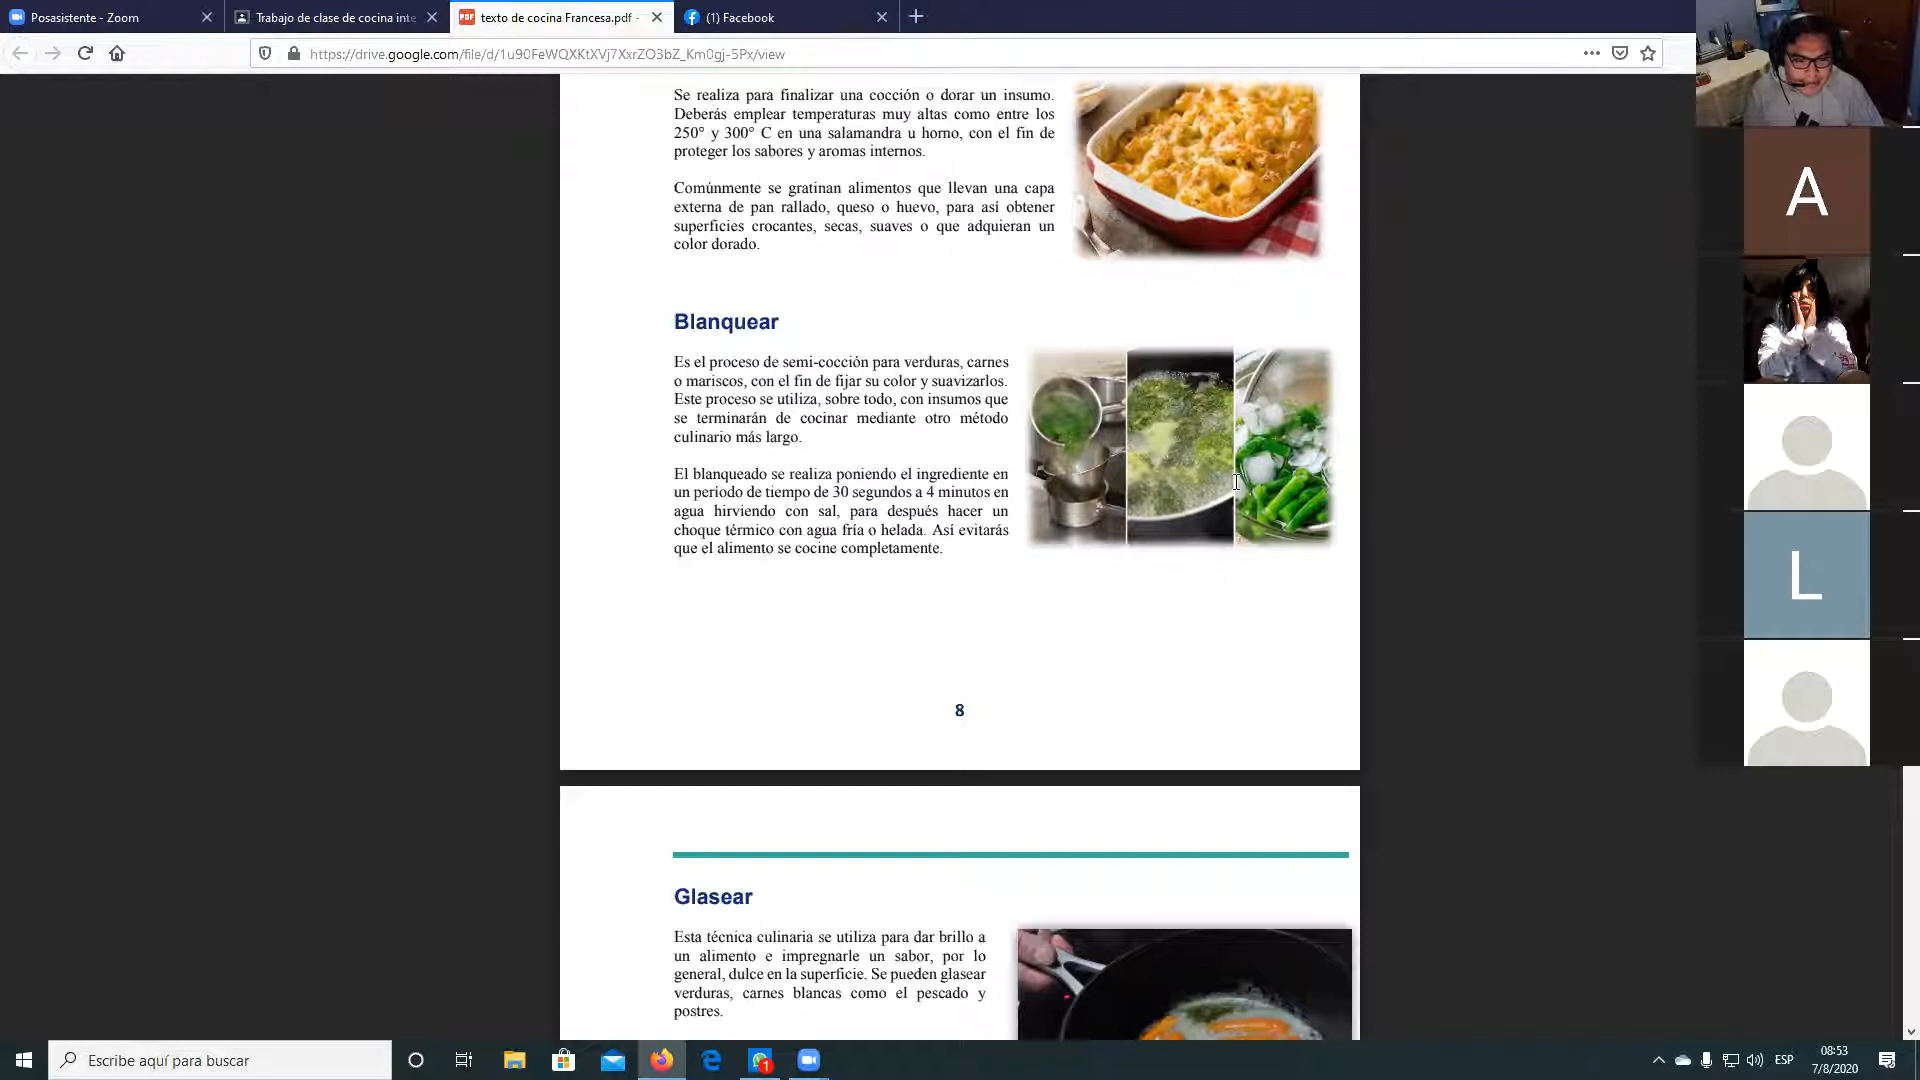 Posasistente - Zoom
Trabajo de clase de cocina inte
texto de cocina Francesa.pdf -
(1) Facebook
https://drive.google.com/file/d/1u90FeWQXKtXVj7XxrZO3bZ_Km0gj-5Px/view
Se realiza para finalizar una cocción o dorar un insumo.
Deberás emplear temperaturas muy altas como entre los
250° y 300° C en una salamandra u horno, con el fin de
proteger los sabores y aromas internos.
Comúnmente se gratinan alimentos que llevan una capa
externa de pan rallado, queso o huevo, para así obtener
superficies crocantes, secas, suaves o que adquieran un
color dorado.
Blanquear
Es el proceso de semi-cocción para verduras, carnes
o mariscos, con el fin de fijar su color y suavizarlos.
Este proceso se utiliza, sobre todo, con insumos que
se terminarán de cocinar mediante otro método
culinario más largo.
El blanqueado se realiza poniendo el ingrediente en
un período de tiempo de 30 segundos a 4 minutos en
agua hirviendo con sal, para después hacer un
choque térmico con agua fría o helada. Así evitarás
que el alimento se cocine completamente.
8
Glasear
Esta técnica culinaria se utiliza para dar brillo a
un alimento e impregnarle un sabor, por lo
general, dulce en la superficie. Se pueden glasear
verduras, carnes blancas como el pescado y
postres.
A
L
Escribe aquí para buscar
1
ESP
08:53
7/8/2020